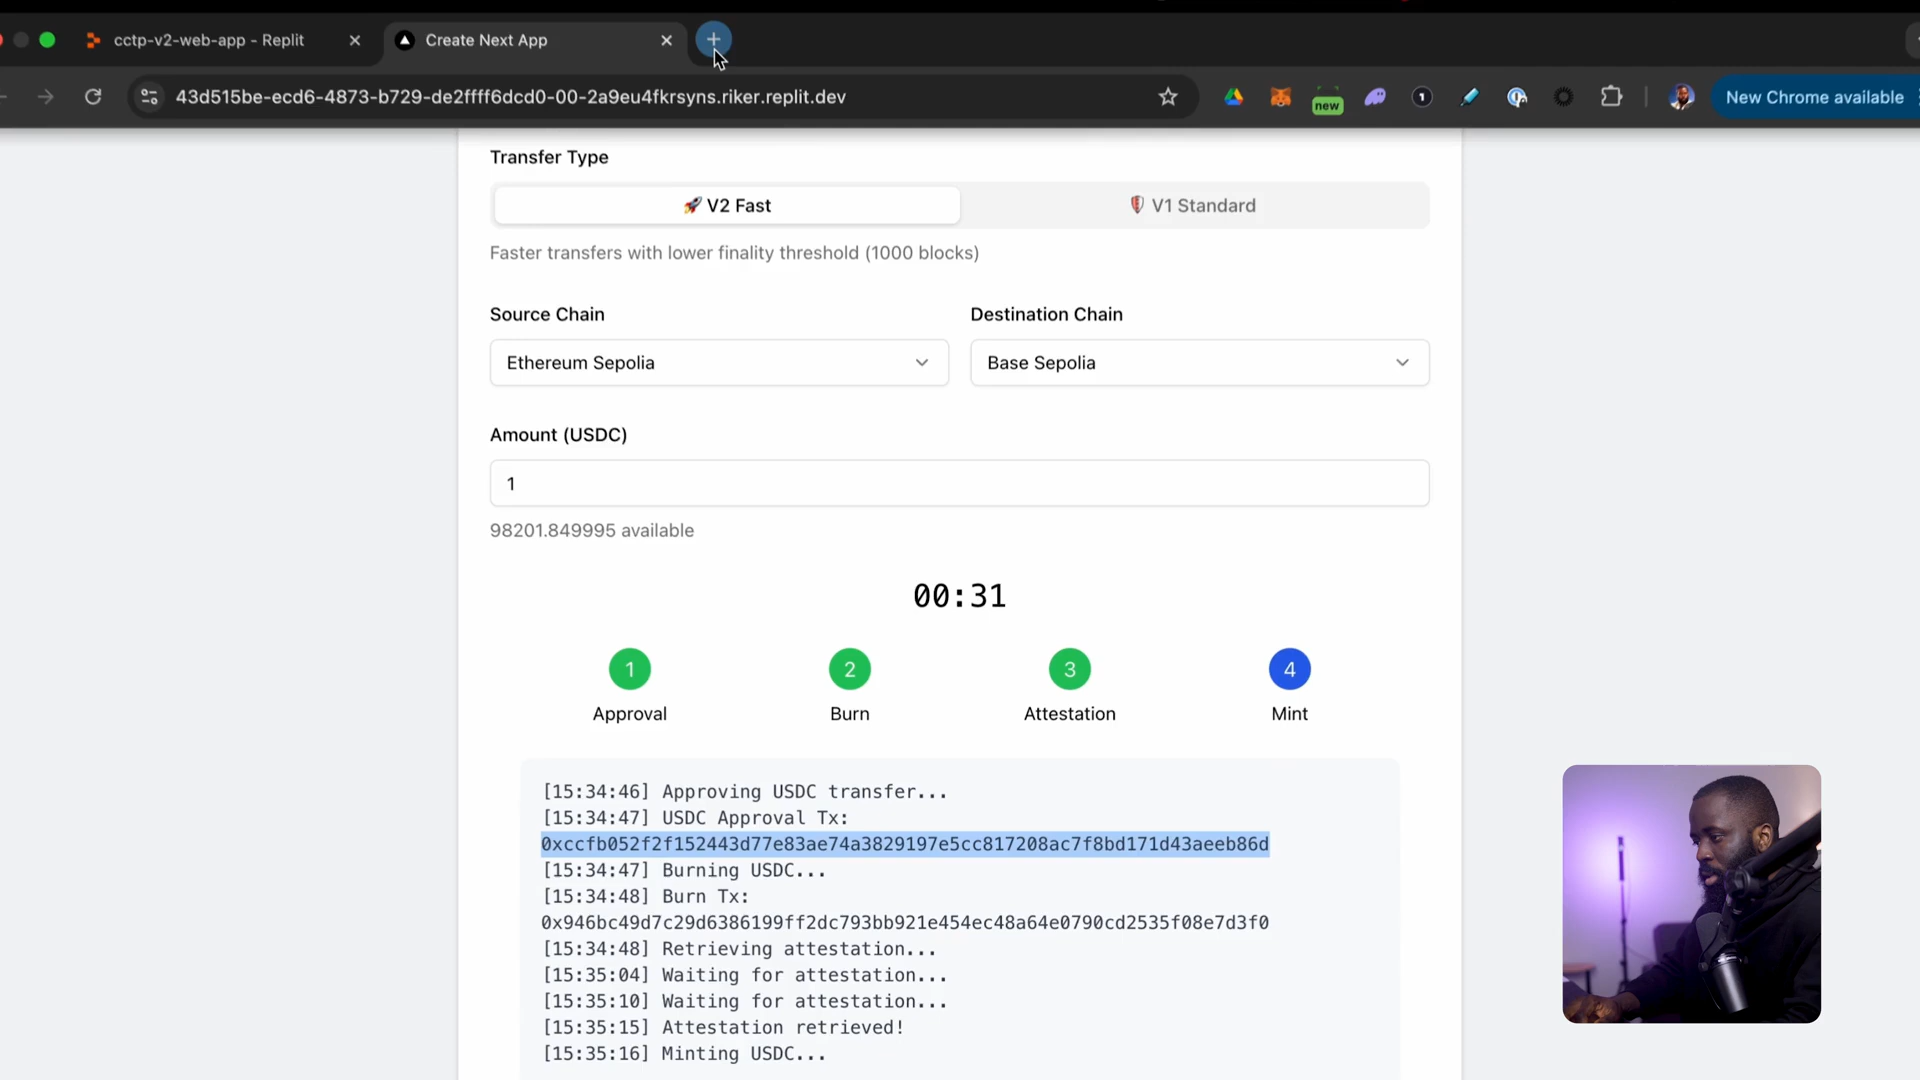 cctp-v2-web-app - Replit
Create Next App
43d515be-ecd6-4873-b729-de2ffff6dcd0-00-2a9eu4fkrsyns.riker.replit.dev
new
1
New Chrome available
Transfer Type
V2 Fast
V1 Standard
Faster transfers with lower finality threshold (1000 blocks)
Source Chain
Destination Chain
Ethereum Sepolia
Base Sepolia
Amount (USDC)
1
98201.849995 available
00:31
1
2
3
4
Approval
Burn
Attestation
Mint
[15:34:46] Approving USDC transfer...
[15:34:47] USDC Approval Tx:
0xccfb052f2f152443d77e83ae74a3829197e5cc817208ac7f8bd171d43aeeb86d
[15:34:47] Burning USDC...
[15:34:48] Burn Tx:
0x946bc49d7c29d6386199ff2dc793bb921e454ec48a64e0790cd2535f08e7d3f0
[15:34:48] Retrieving attestation...
[15:35:04] Waiting for attestation...
[15:35:10] Waiting for attestation...
[15:35:15] Attestation retrieved!
[15:35:16] Minting USDC...